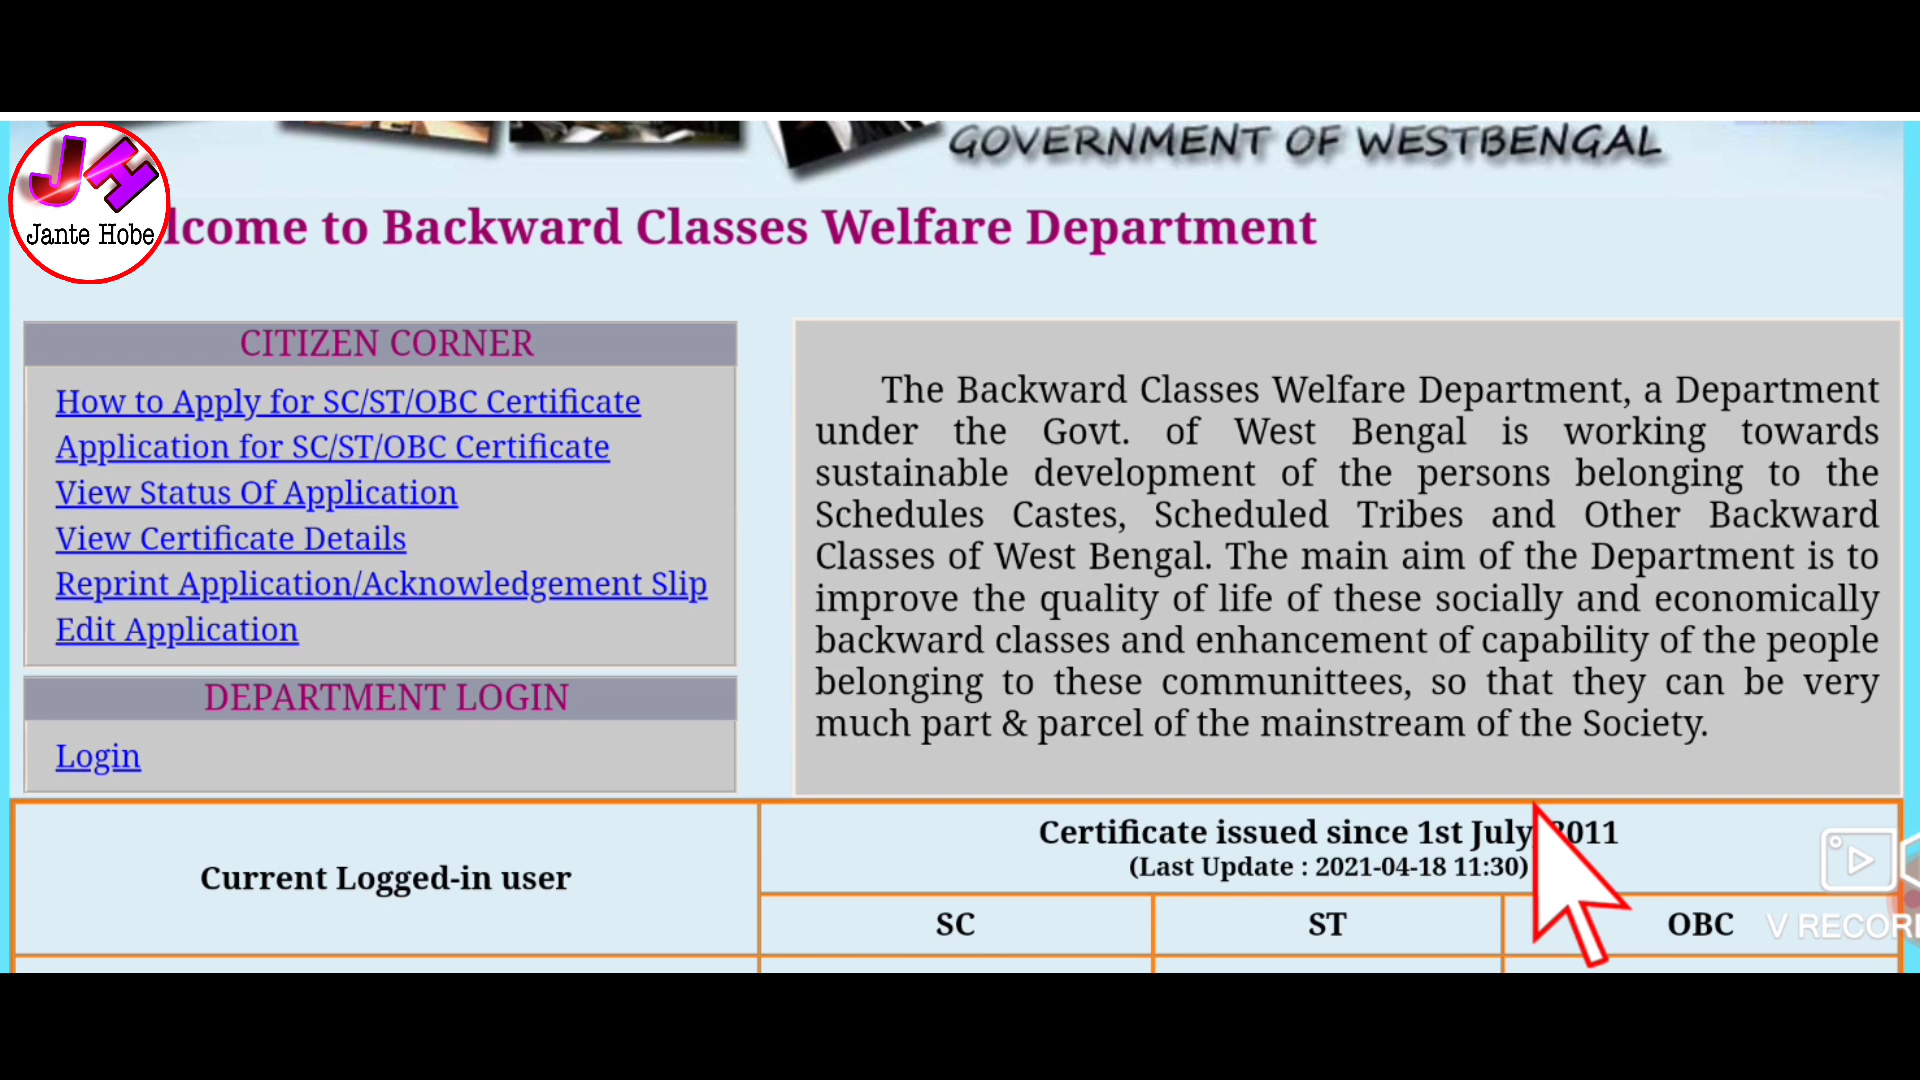 GOVERNMENT OF WESTBENGAL
JH
Jante Hobe
lcome to Backward Classes Welfare Department
CITIZEN CORNER
How to Apply for SC/ST/OBC Certificate
Application for SC/ST/OBC Certificate
View Status Of Application
View Certificate Details
Reprint Application/Acknowledgement Slip
Edit Application
DEPARTMENT LOGIN
Login
The Backward Classes Welfare Department, a Department
under the Govt. of West Bengal is working towards
sustainable development of the persons belonging to the
Schedules Castes, Scheduled Tribes and Other Backward
Classes of West Bengal. The main aim of the Department is to
improve the quality of life of these socially and economically
backward classes and enhancement of capability of the people
belonging to these communittees, so that they can be very
much part & parcel of the mainstream of the Society.
Current Logged-in user
Certificate issued since 1st July, 2011
(Last Update : 2021-04-18 11:30)
SC
ST
OBC
V RECOR